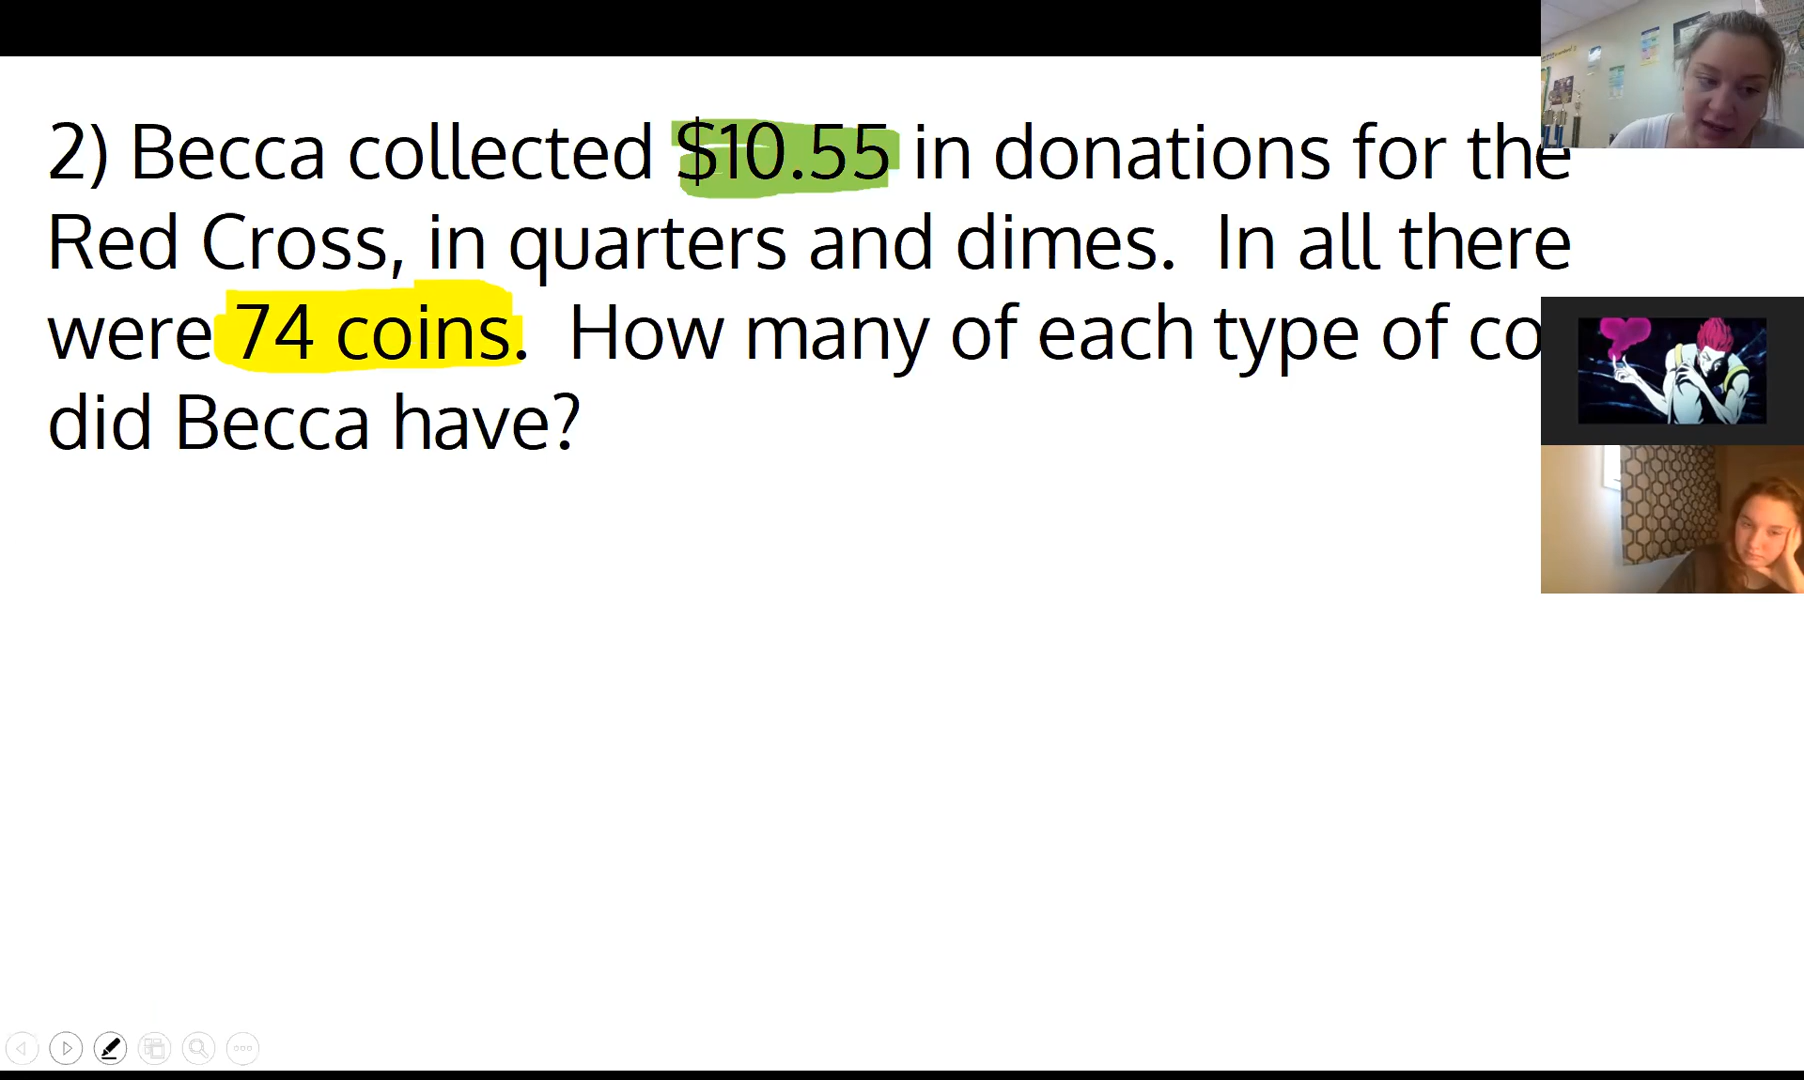 2) Becca collected $10.55 in donations for the
Red Cross, in quarters and dimes. In all there
were 74 coins. How many of each type of co
did Becca have?